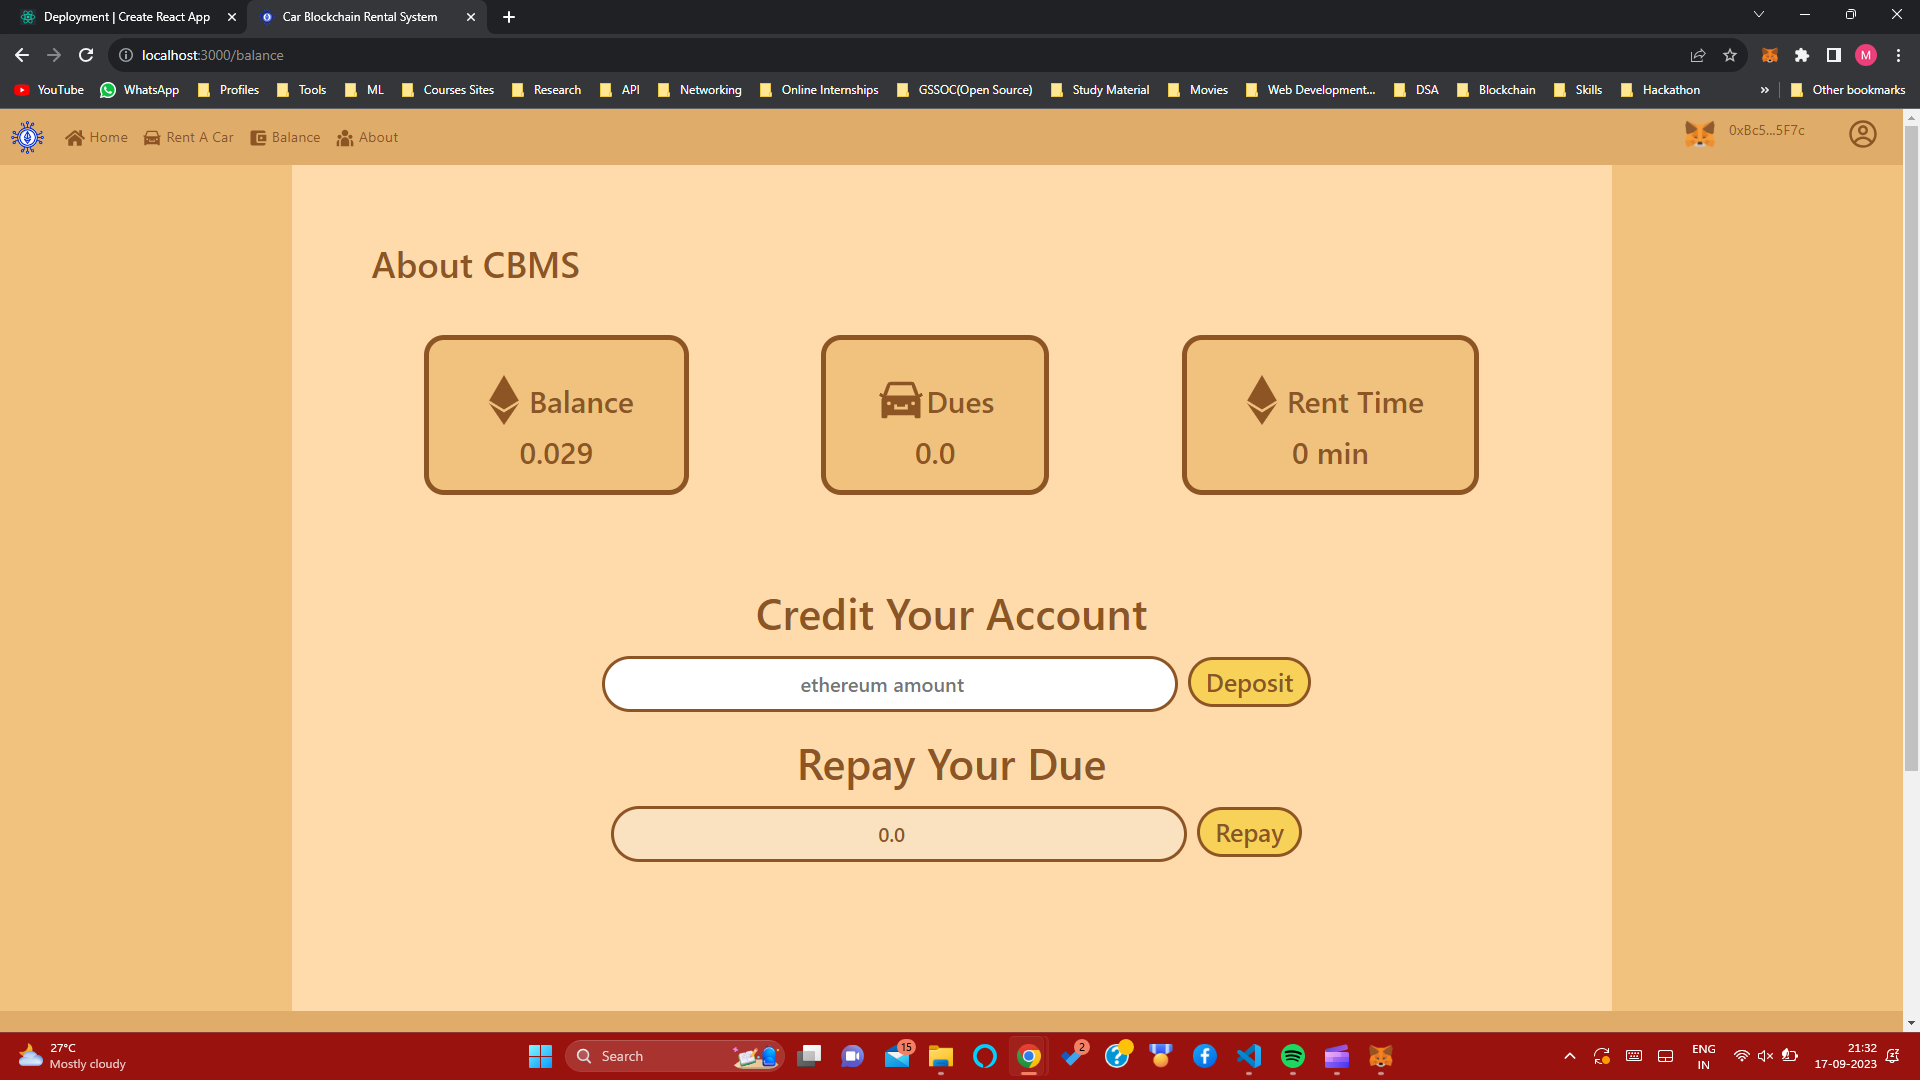 Deployment | Create React App
Car Blockchain Rental System
localhost:3000/balance
M
YouTube
WhatsApp
Profiles
Tools
ML
Courses Sites
Research
API
Networking
Online Internships
GSSOC(Open Source)
Study Material
Movies
Web Development...
DSA
Blockchain
Skills
Hackathon
»
Other bookmarks
Home
Rent A Car
Balance
About
0xBc5...5F7c
About CBMS
Balance
0.029
Dues
0.0
Rent Time
0 min
Credit Your Account
ethereum amount
Deposit
Repay Your Due
0.0
Repay
27°C
Mostly cloudy
Search
15
2
ENG
IN
21:32
17-09-2023